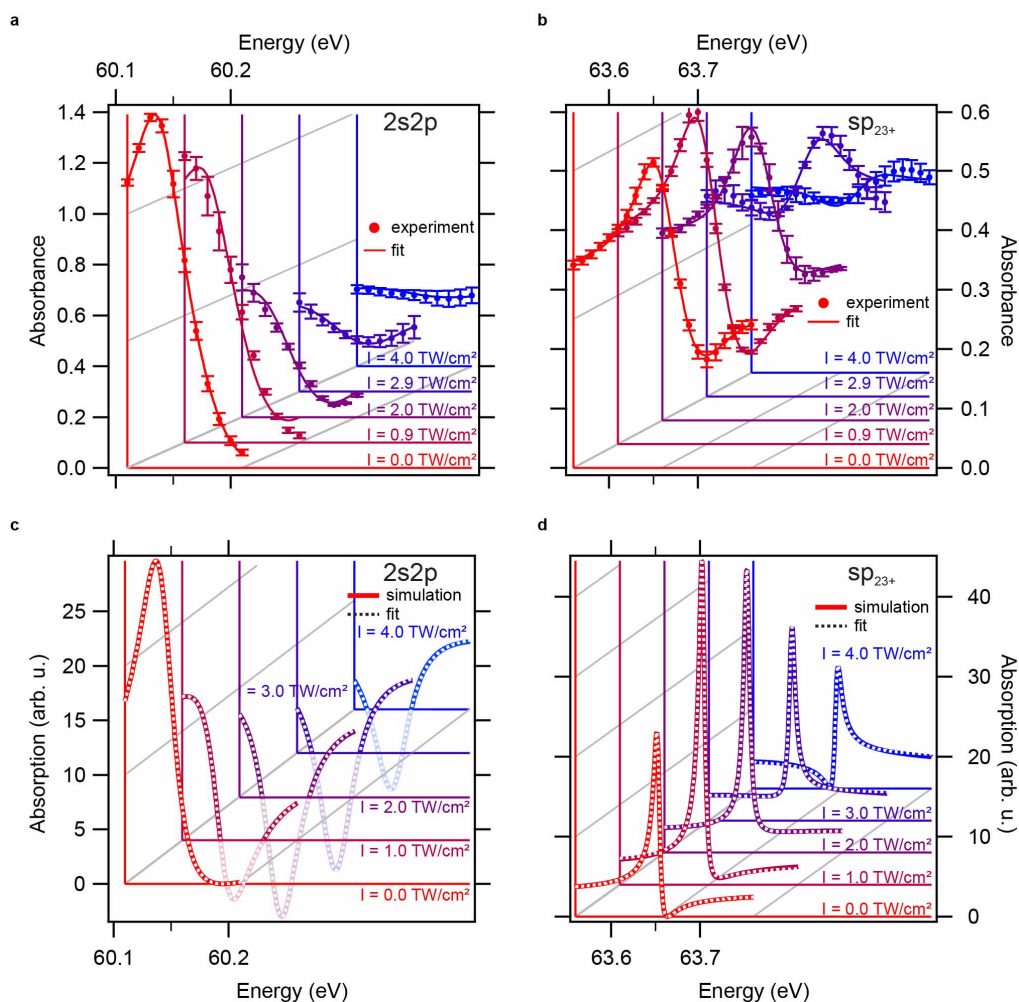 a
Energy (eV)
60.1 60.2
1.4
1.2
1.0
0.8
0.6
0.4
0.2
0.0
Absorbance
2s2p
experiment
fit
I = 4.0 TW/cm²
I = 2.9 TW/cm²
I = 2.0 TW/cm²
I = 0.9 TW/cm²
I = 0.0 TW/cm²
b
Energy (eV)
63.6 63.7
sp23+
0.6
0.5
0.4
0.3
0.2
0.1
0.0
Absorbance
experiment
fit
I = 4.0 TW/cm²
I = 2.9 TW/cm²
I = 2.0 TW/cm²
I = 0.9 TW/cm²
I = 0.0 TW/cm²
c
25
20
15
10
5
0
Absorption (arb. u.)
2s2p
simulation
fit
I = 4.0 TW/cm²
= 3.0 TW/cm²
I = 2.0 TW/cm²
I = 1.0 TW/cm²
I = 0.0 TW/cm²
60.1 60.2
Energy (eV)
d
sp23+
simulation
fit
I = 4.0 TW/cm²
I = 3.0 TW/cm²
I = 2.0 TW/cm²
I = 1.0 TW/cm²
I = 0.0 TW/cm²
40
30
20
10
0
Absorption (arb. u.)
63.6 63.7
Energy (eV)